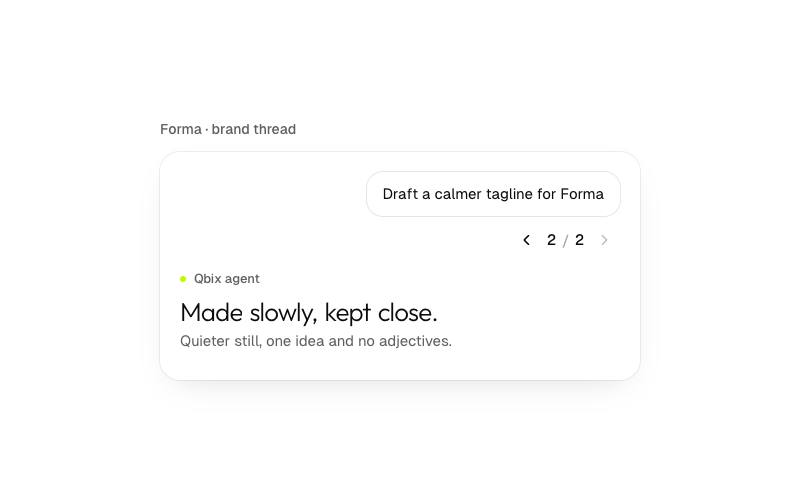 Forma · brand thread
Draft a calmer tagline for Forma
2 / 2
Qbix agent
Made slowly, kept close.
Quieter still, one idea and no adjectives.